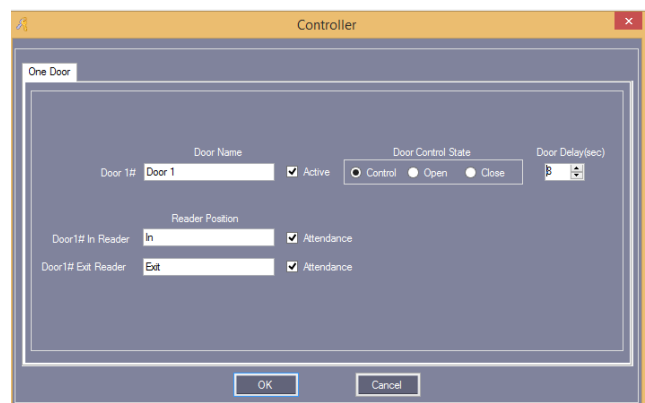 Controller
One Door
Door Name Door Control State Door Delay(sec)
Door 1# Door 1 Active Control Open Close 3
Reader Position
Door1# In Reader In Attendance
Door1# Exit Reader Exit Attendance
OK Cancel